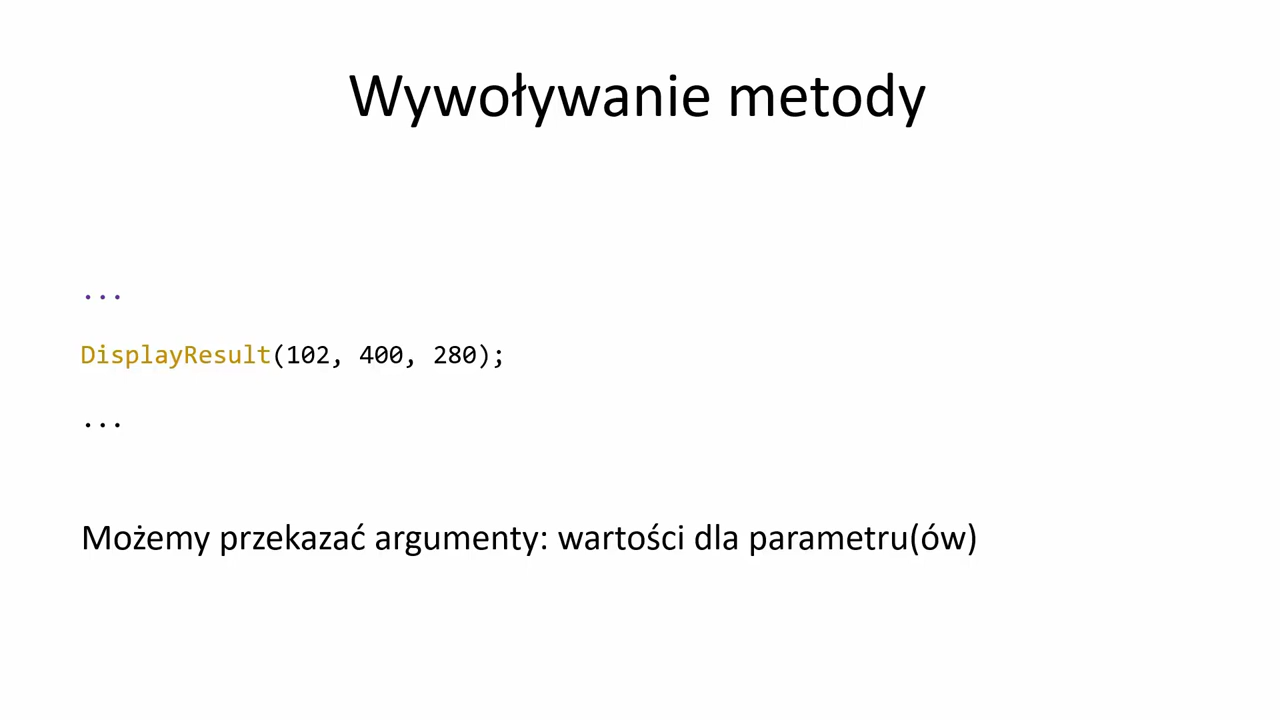 Wywoływanie metody
...
DisplayResult(102, 400, 280);
...
Możemy przekazać argumenty: wartości dla parametru(ów)